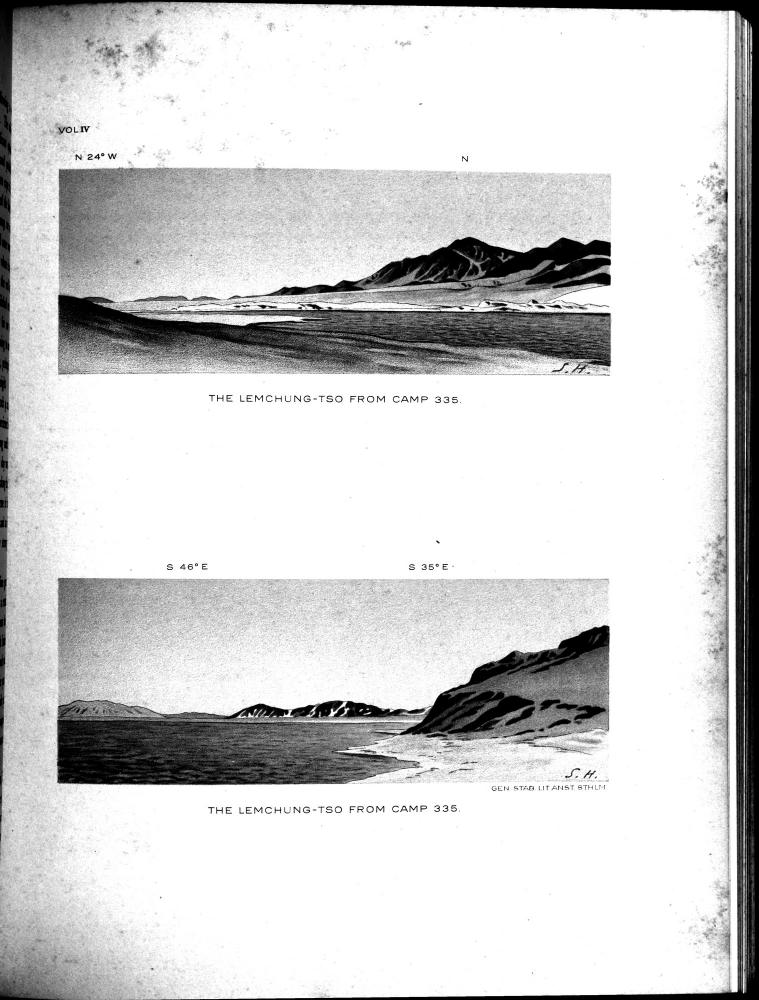 VOL IV
N 24° W N
S. H.
THE LEMCHUNG-TSO FROM CAMP 335.
S 46° E S 35° E
S. H.
GEN. STAB. LIT. ANST. STHLM
THE LEMCHUNG-TSO FROM CAMP 335.